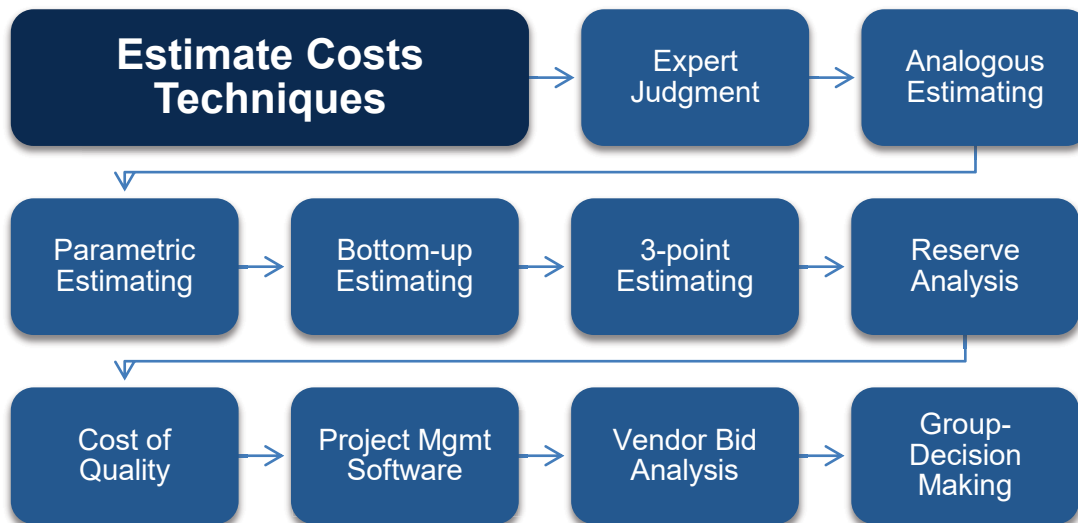 Estimate Costs
Techniques
Expert
Judgment
Analogous
Estimating
Parametric
Estimating
Bottom-up
Estimating
3-point
Estimating
Reserve
Analysis
Cost of
Quality
Project Mgmt
Software
Vendor Bid
Analysis
Group-
Decision
Making